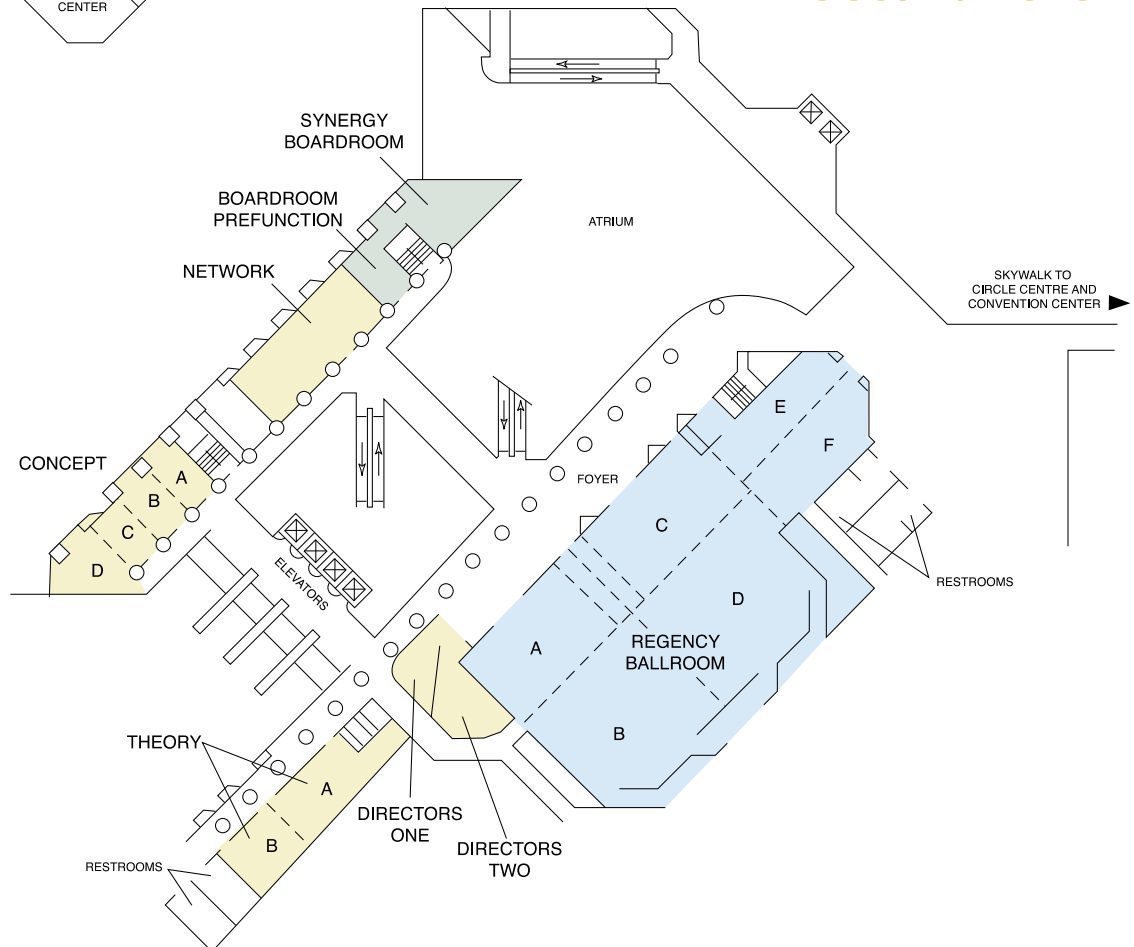 CENTER
SYNERGY
BOARDROOM
BOARDROOM
PREFUNCTION
ATRIUM
NETWORK
SKYWALK TO
CIRCLE CENTRE AND
CONVENTION CENTER
E
F
CONCEPT
A
B
C
D
FOYER
C
ELEVATORS
RESTROOMS
D
A
REGENCY
BALLROOM
B
THEORY
A
B
DIRECTORS
ONE
DIRECTORS
TWO
RESTROOMS